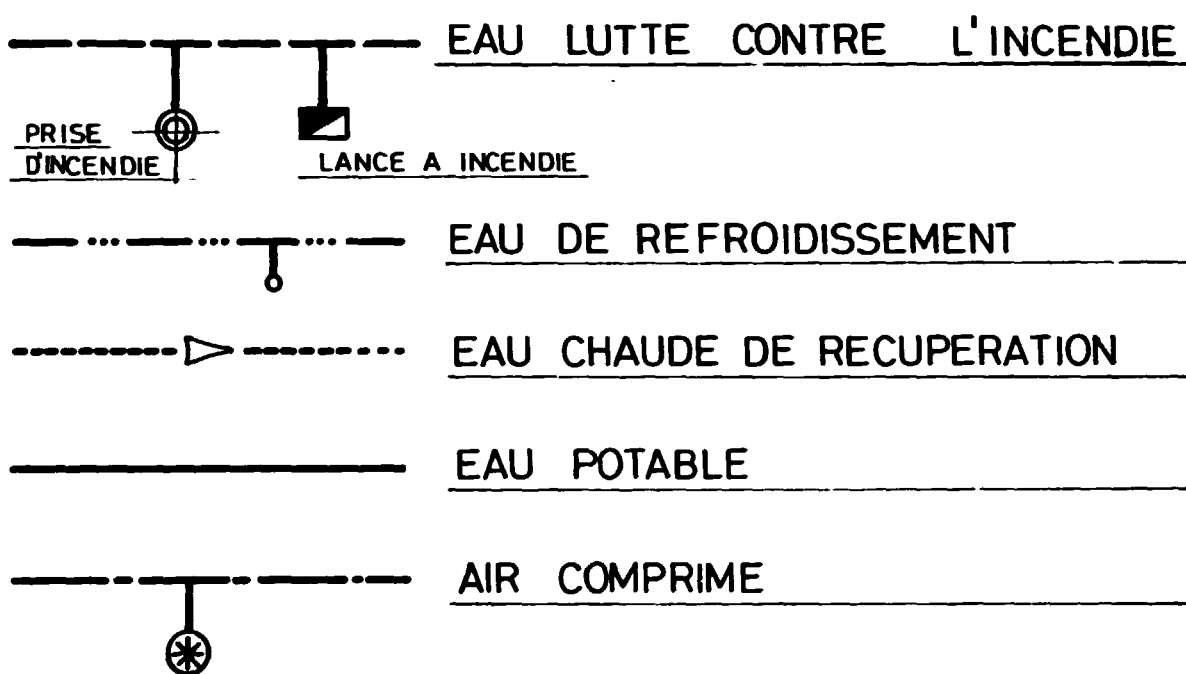 EAU LUTTE CONTRE L'INCENDIE
PRISE
D'INCENDIE
LANCE A INCENDIE
EAU DE REFROIDISSEMENT
EAU CHAUDE DE RECUPERATION
EAU POTABLE
AIR COMPRIME